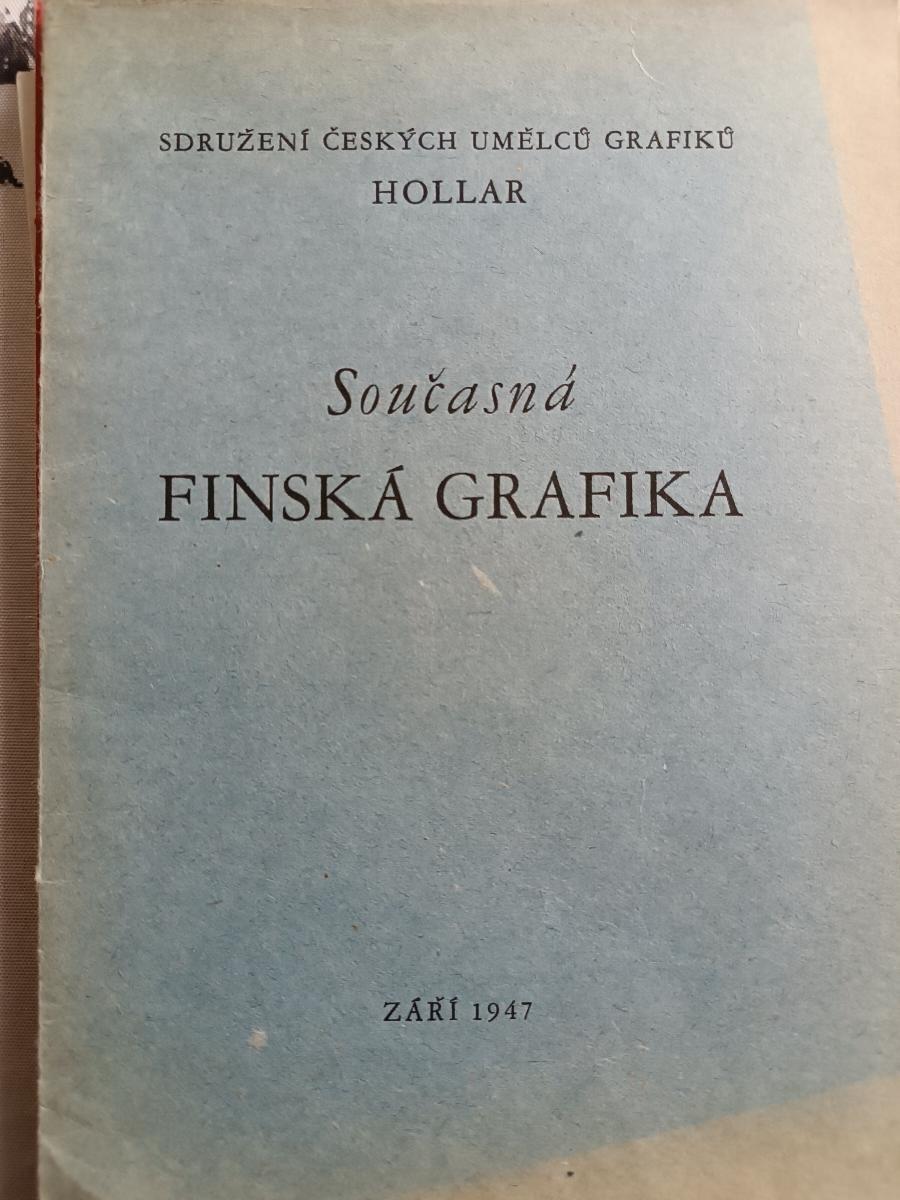 SDRUŽENÍ ČESKÝCH UMĚLCŮ GRAFIKŮ
HOLLAR
Současná
FINSKÁ GRAFIKA
ZÁŘÍ 1947